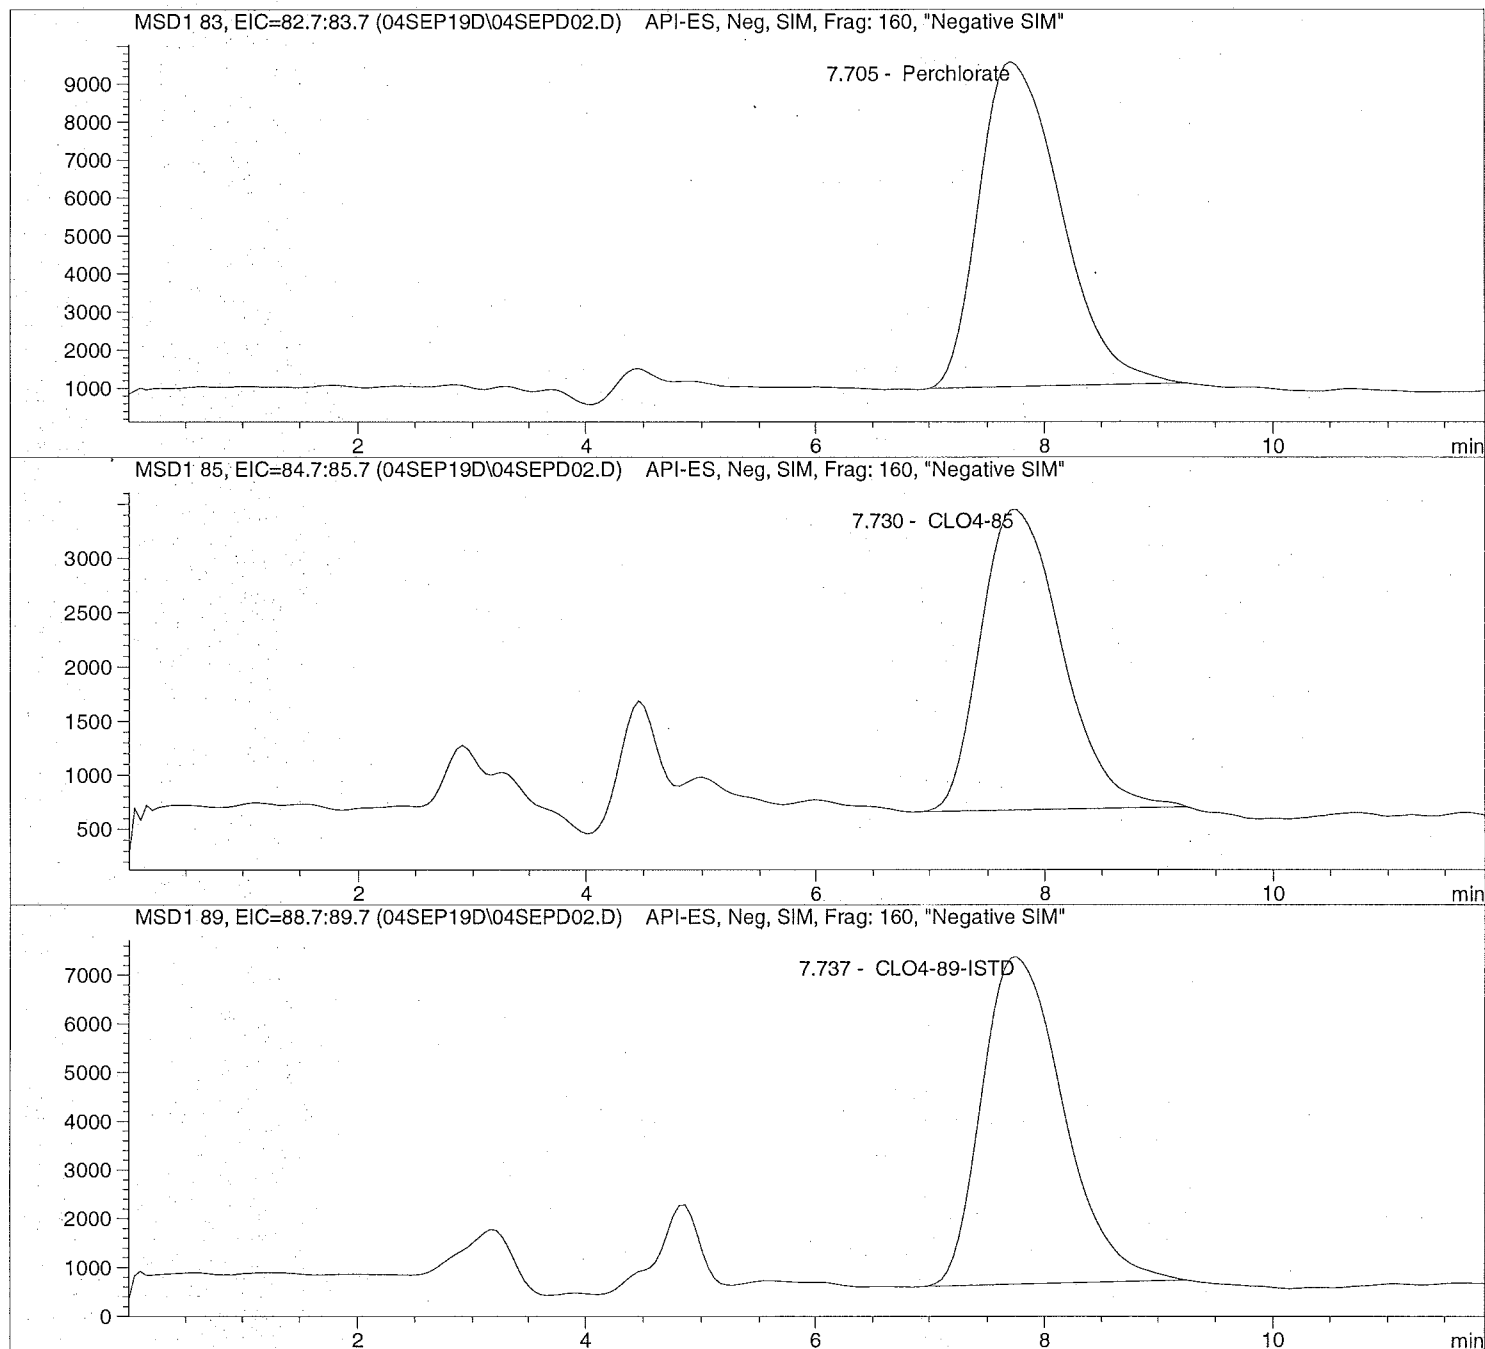 MSD1 83, EIC=82.7:83.7 (04SEP19D\04SEPD02.D) API-ES, Neg, SIM, Frag: 160, "Negative SIM"
7.705 - Perchlorate
9000
8000
7000
6000
5000
4000
3000
2000
1000
2 4 6 8 10 min
MSD1 85, EIC=84.7:85.7 (04SEP19D\04SEPD02.D) API-ES, Neg, SIM, Frag: 160, "Negative SIM"
7.730 - CLO4-85
3000
2500
2000
1500
1000
500
2 4 6 8 10 min
MSD1 89, EIC=88.7:89.7 (04SEP19D\04SEPD02.D) API-ES, Neg, SIM, Frag: 160, "Negative SIM"
7.737 - CLO4-89-ISTD
7000
6000
5000
4000
3000
2000
1000
0
2 4 6 8 10 min